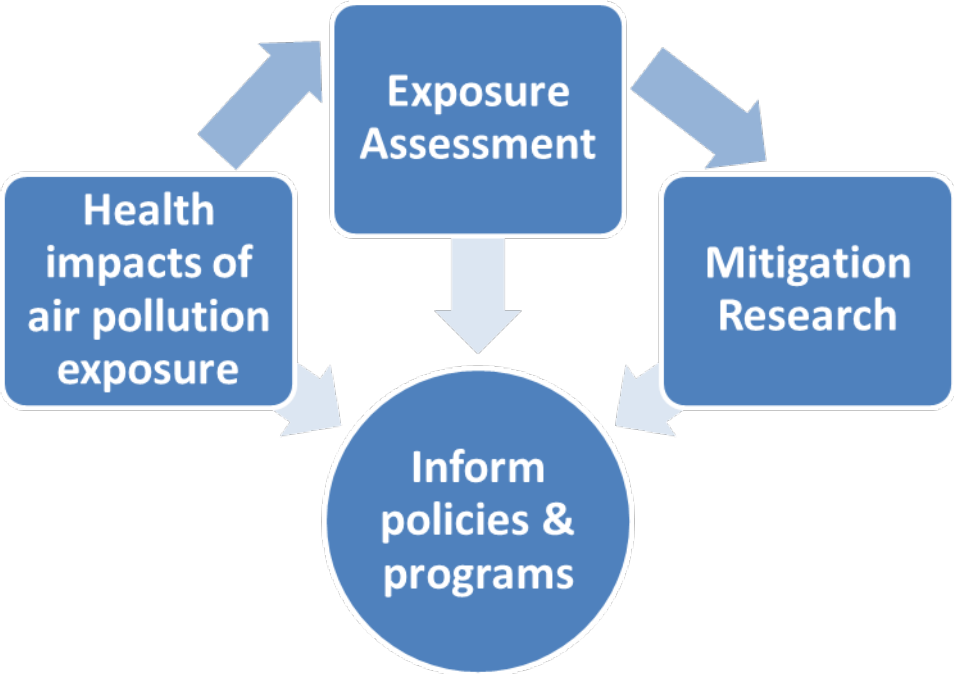 Exposure
Assessment
Health
impacts of
air pollution
exposure
Mitigation
Research
Inform
policies &
programs